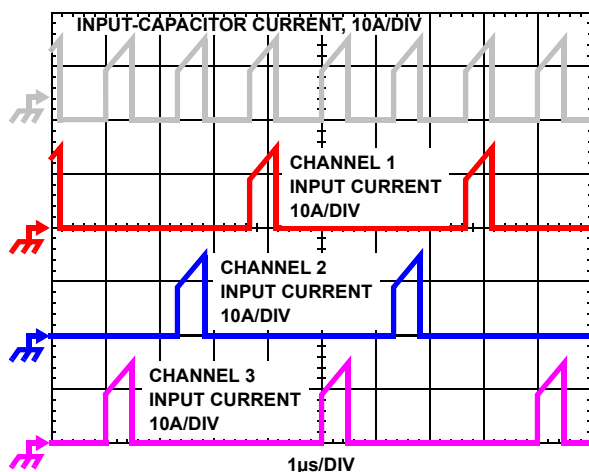 INPUT-CAPACITOR CURRENT, 10A/DIV
CHANNEL 1
INPUT CURRENT
10A/DIV
CHANNEL 2
INPUT CURRENT
10A/DIV
CHANNEL 3
INPUT CURRENT
10A/DIV
1μs/DIV